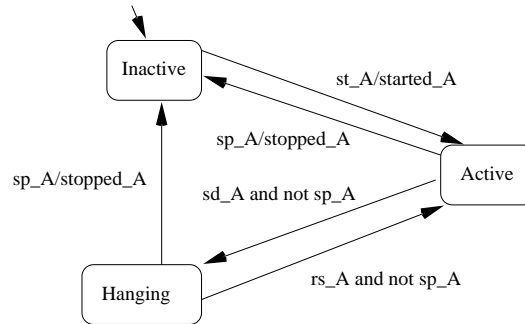 Inactive
st_A/started_A
sp_A/stopped_A
sp_A/stopped_A
Active
sd_A and not sp_A
Hanging
rs_A and not sp_A